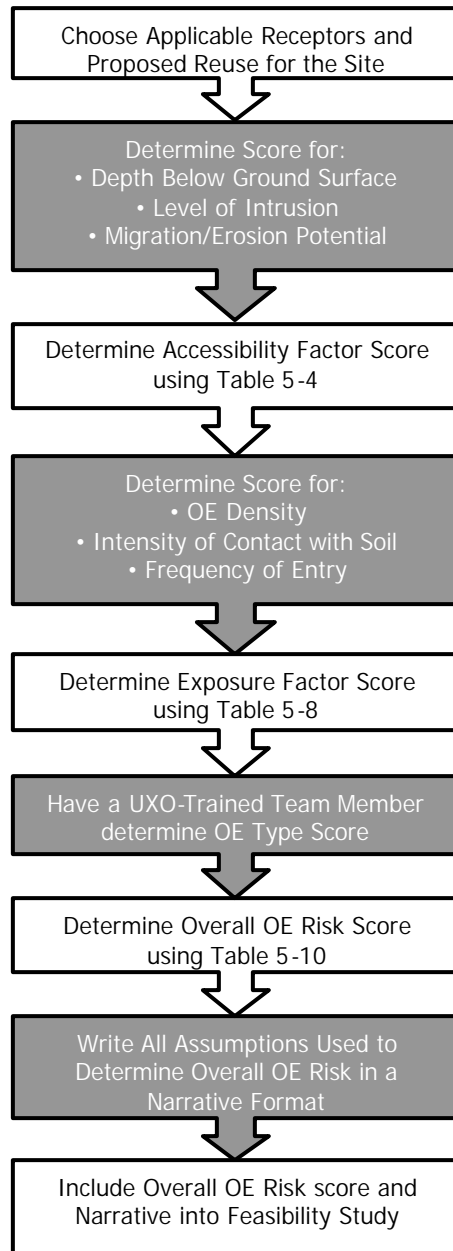 Choose Applicable Receptors and
Proposed Reuse for the Site
Determine Score for:
• Depth Below Ground Surface
• Level of Intrusion
• Migration/Erosion Potential
Determine Accessibility Factor Score
using Table 5-4
Determine Score for:
• OE Density
• Intensity of Contact with Soil
• Frequency of Entry
Determine Exposure Factor Score
using Table 5-8
Have a UXO-Trained Team Member
determine OE Type Score
Determine Overall OE Risk Score
using Table 5-10
Write All Assumptions Used to
Determine Overall OE Risk in a
Narrative Format
Include Overall OE Risk score and
Narrative into Feasibility Study